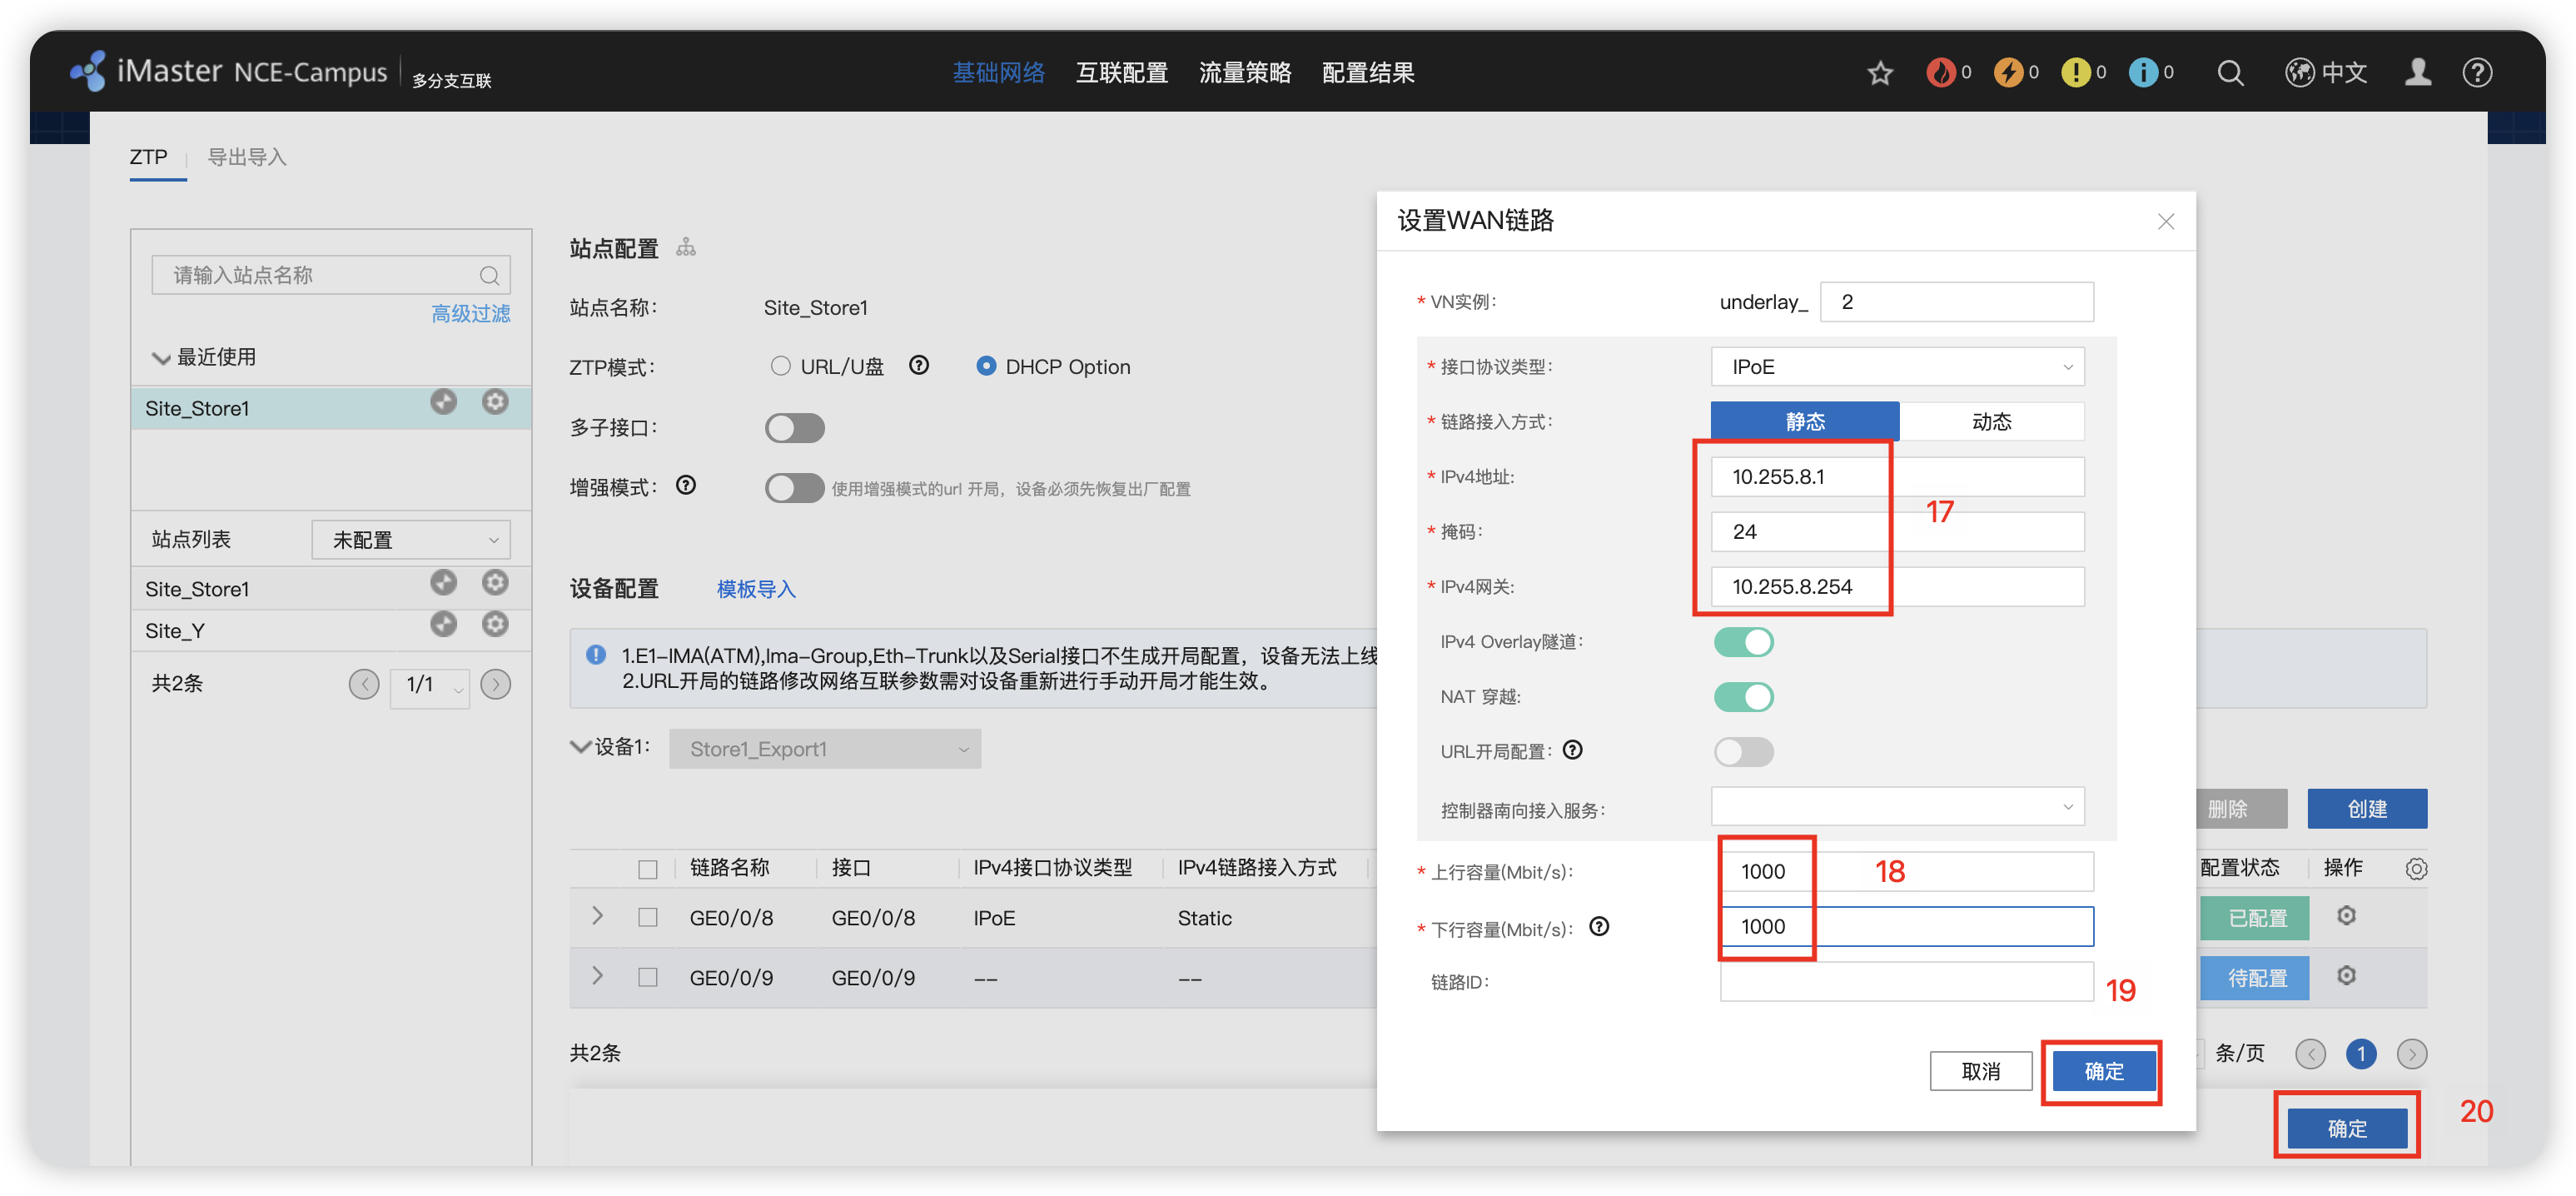 iMaster NCE-Campus 多分支互联 基础网络 互联配置 流量策略 配置结果 0 0 0 0 中文
ZTP 导出导入
请输入站点名称
高级过滤
最近使用
Site_Store1
站点列表 未配置
Site_Store1
Site_Y
共2条 1/1
站点配置
站点名称: Site_Store1
ZTP模式: URL/U盘 DHCP Option
多子接口:
增强模式: 使用增强模式的url 开局，设备必须先恢复出厂配置
设备配置 模板导入
1.E1-IMA(ATM),Ima-Group,Eth-Trunk以及Serial接口不生成开局配置，设备无法上线
2.URL开局的链路修改网络互联参数需对设备重新进行手动开局才能生效。
设备1: Store1_Export1
删除 创建
链路名称 接口 IPv4接口协议类型 IPv4链路接入方式 配置状态 操作
GE0/0/8 GE0/0/8 IPoE Static 已配置
GE0/0/9 GE0/0/9 -- -- 待配置
共2条 条/页 1
确定 20
设置WAN链路
* VN实例: underlay_ 2
* 接口协议类型: IPoE
* 链路接入方式: 静态 动态
* IPv4地址: 10.255.8.1
17
* 掩码: 24
* IPv4网关: 10.255.8.254
IPv4 Overlay隧道:
NAT 穿越:
URL开局配置:
控制器南向接入服务:
* 上行容量(Mbit/s): 1000 18
* 下行容量(Mbit/s): 1000
链路ID:
19
取消 确定